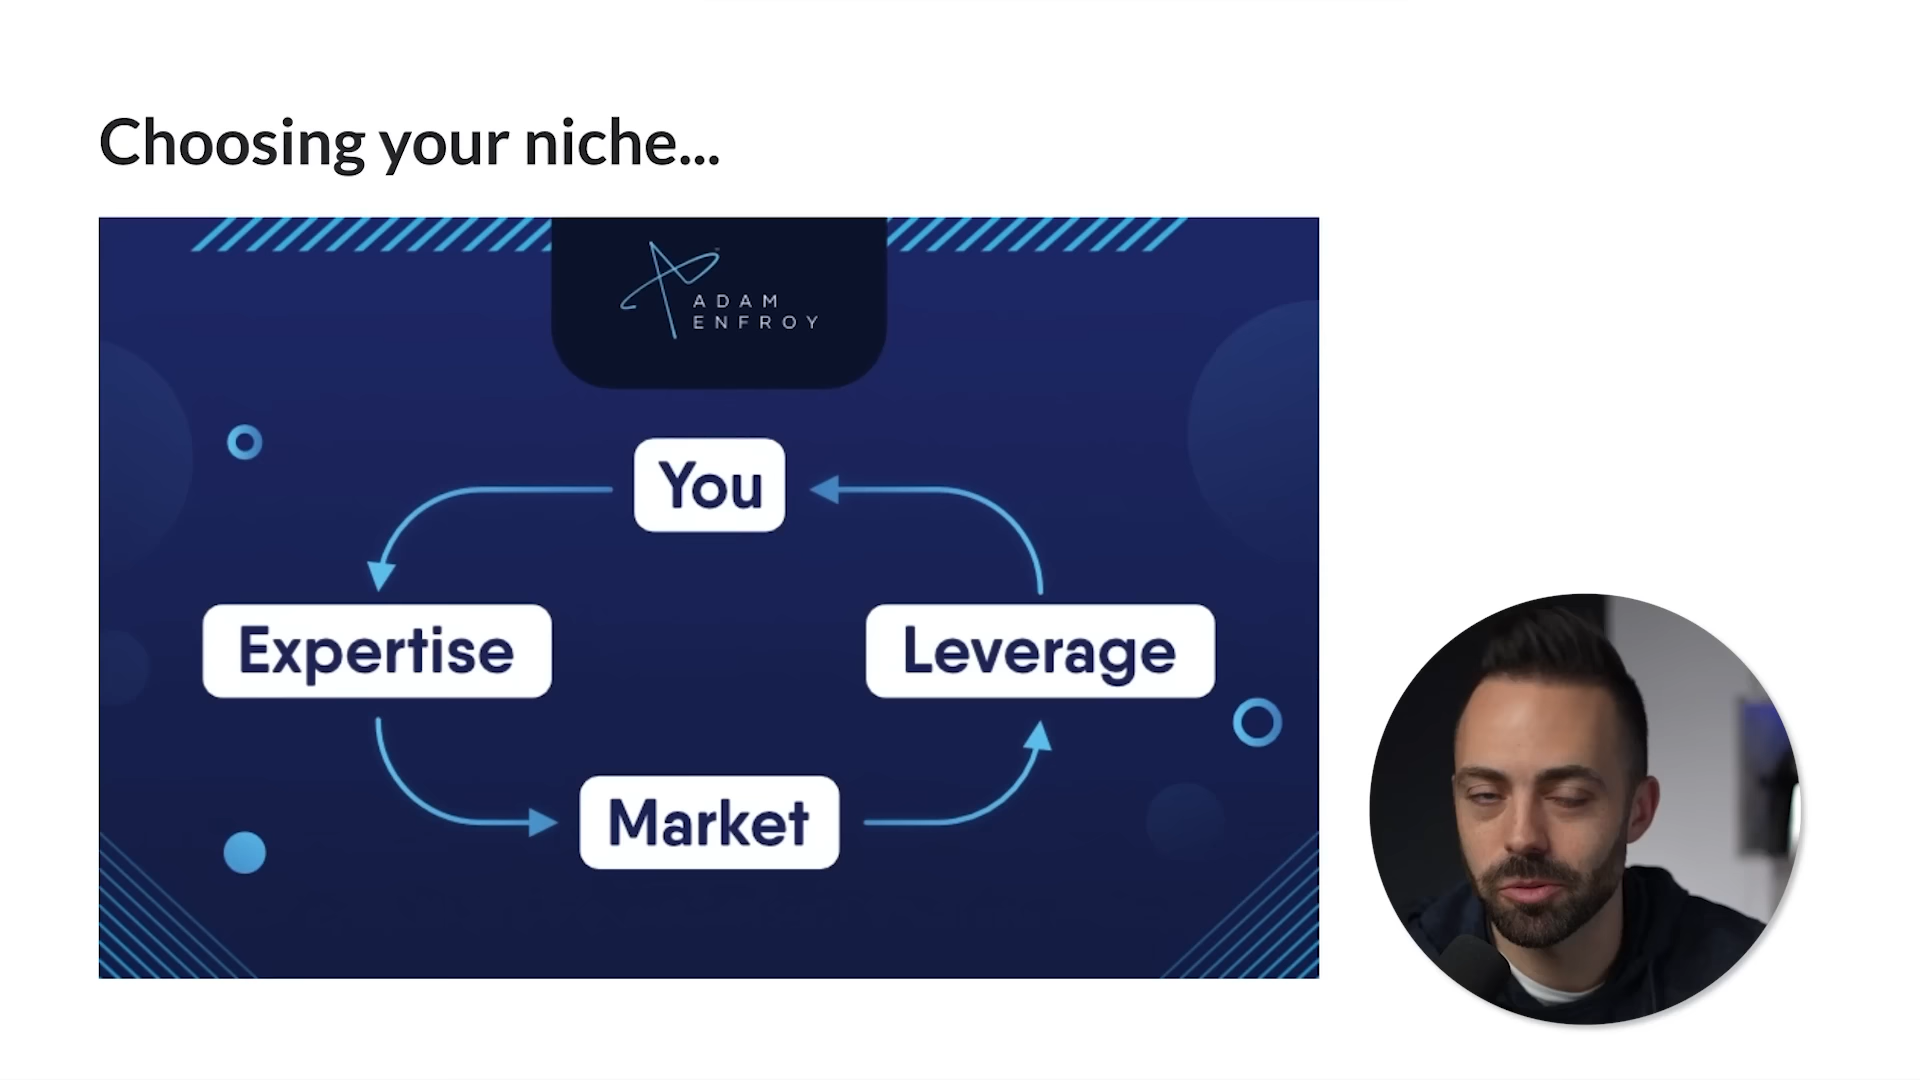 Choosing your niche...
ADAM
ENFROY
You
Expertise
Leverage
Market